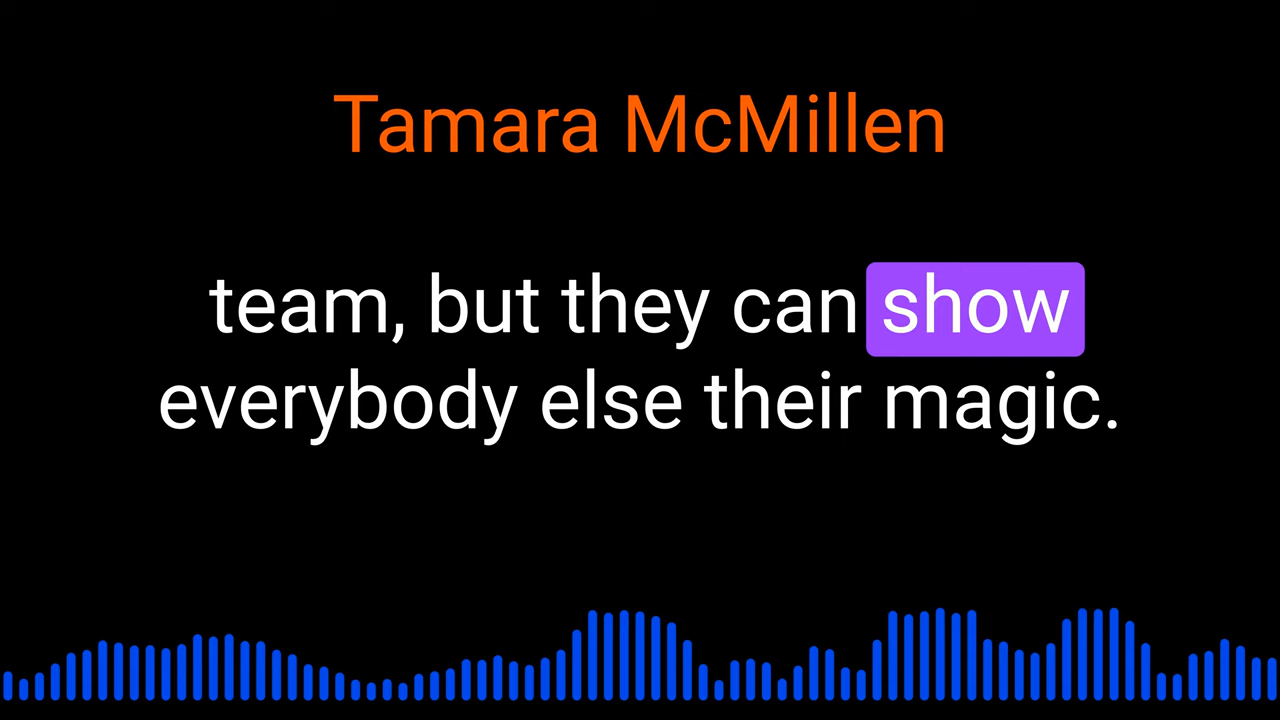 Tamara McMillen
team, but they can show
everybody else their magic.